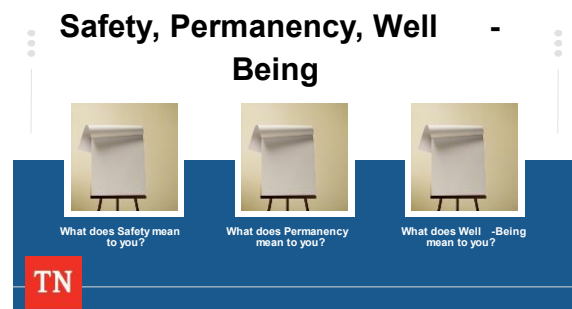 Safety, Permanency, Well -
Being
What does Safety mean
to you?
What does Permanency
mean to you?
What does Well -Being
mean to you?
TN